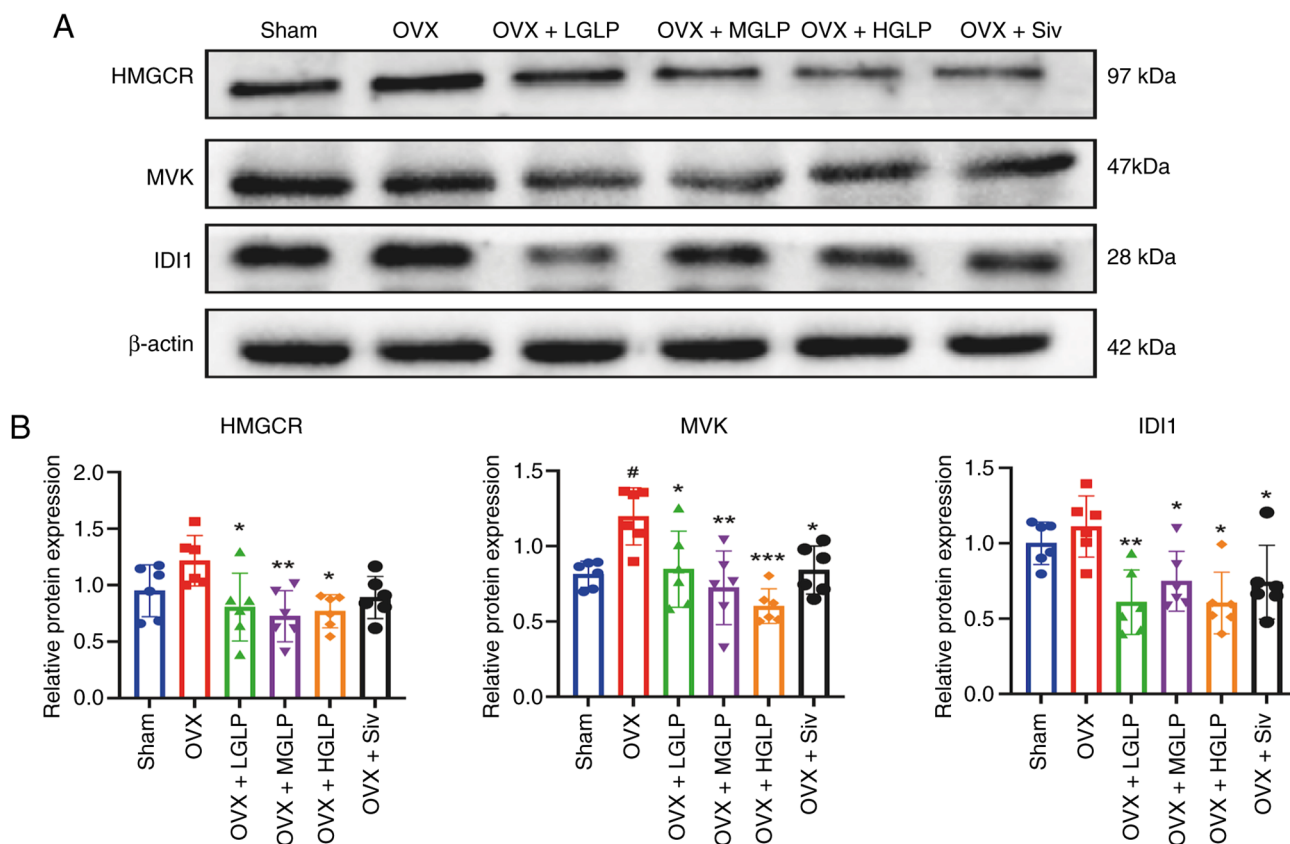 A
Sham OVX OVX + LGLP OVX + MGLP OVX + HGLP OVX + Siv
HMGCR 97 kDa
MVK 47kDa
IDI1 28 kDa
β-actin 42 kDa
B
HMGCR
Relative protein expression
2.0
1.5
1.0
0.5
0.0
*
**
*
Sham
OVX
OVX + LGLP
OVX + MGLP
OVX + HGLP
OVX + Siv
MVK
Relative protein expression
1.5
1.0
0.5
0.0
#
*
**
***
*
Sham
OVX
OVX + LGLP
OVX + MGLP
OVX + HGLP
OVX + Siv
IDI1
Relative protein expression
1.5
1.0
0.5
0.0
**
*
*
*
Sham
OVX
OVX + LGLP
OVX + MGLP
OVX + HGLP
OVX + Siv